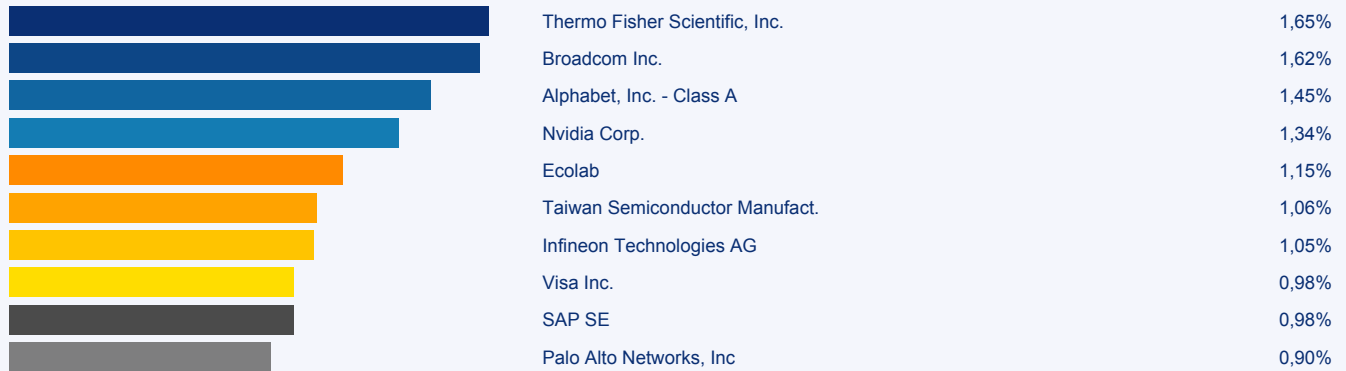 Thermo Fisher Scientific, Inc. 1,65%
Broadcom Inc. 1,62%
Alphabet, Inc. - Class A 1,45%
Nvidia Corp. 1,34%
Ecolab 1,15%
Taiwan Semiconductor Manufact. 1,06%
Infineon Technologies AG 1,05%
Visa Inc. 0,98%
SAP SE 0,98%
Palo Alto Networks, Inc 0,90%